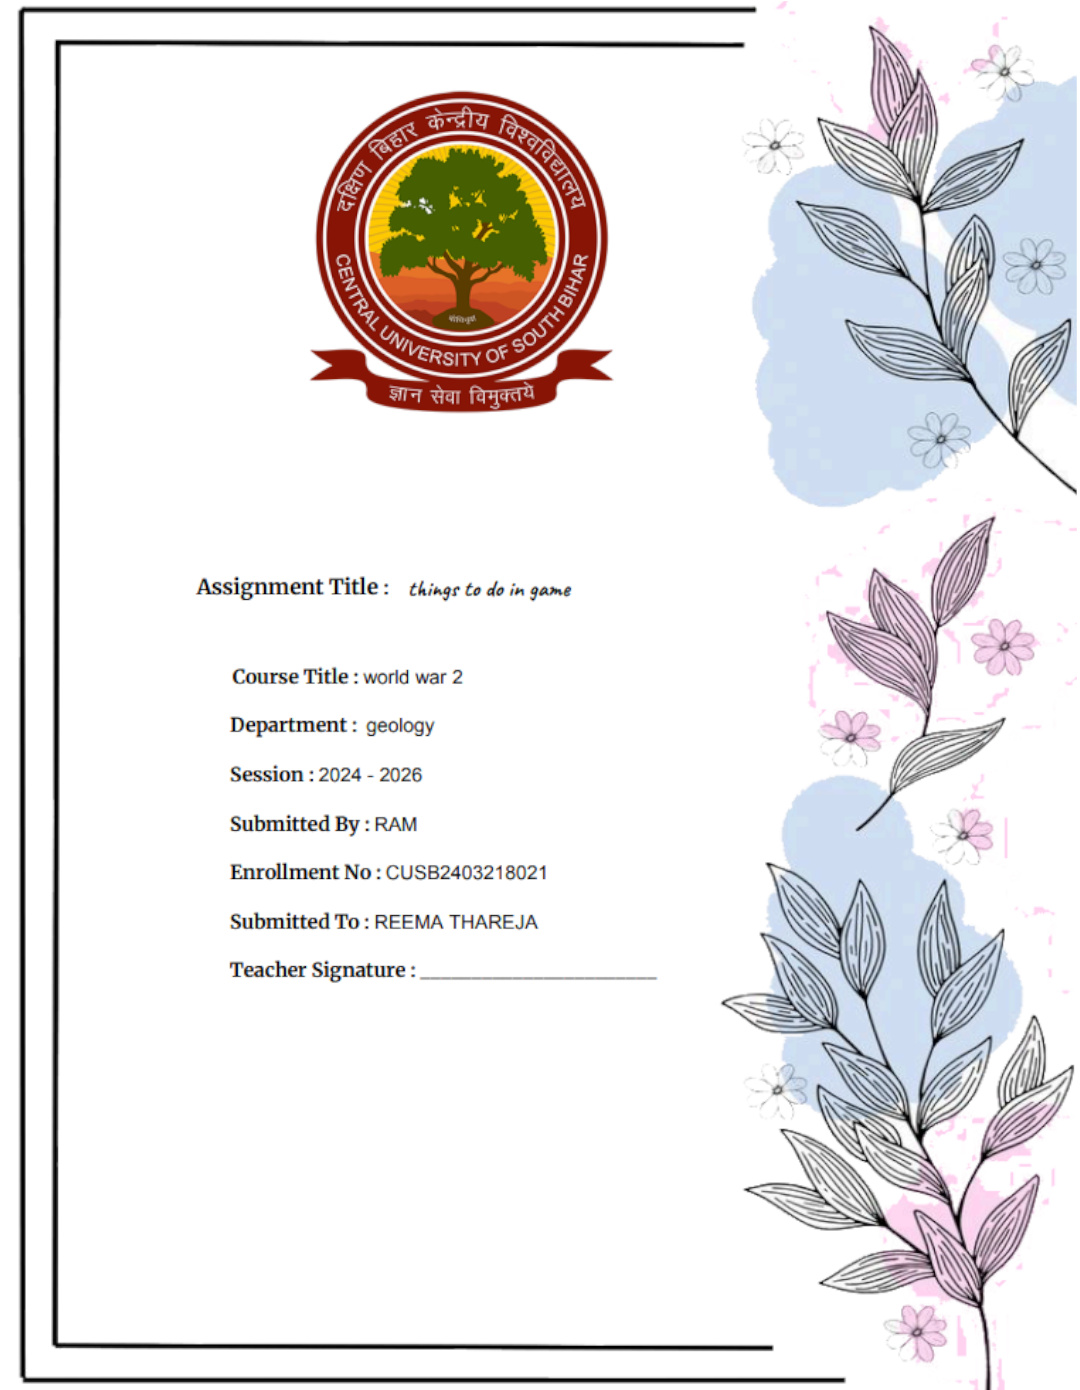 दक्षिण बिहार केन्द्रीय विश्वविद्यालय
CENTRAL UNIVERSITY OF SOUTH BIHAR
ज्ञान सेवा विमुक्तये
Assignment Title : things to do in game
Course Title : world war 2
Department : geology
Session : 2024 - 2026
Submitted By : RAM
Enrollment No : CUSB2403218021
Submitted To : REEMA THAREJA
Teacher Signature : ______________________